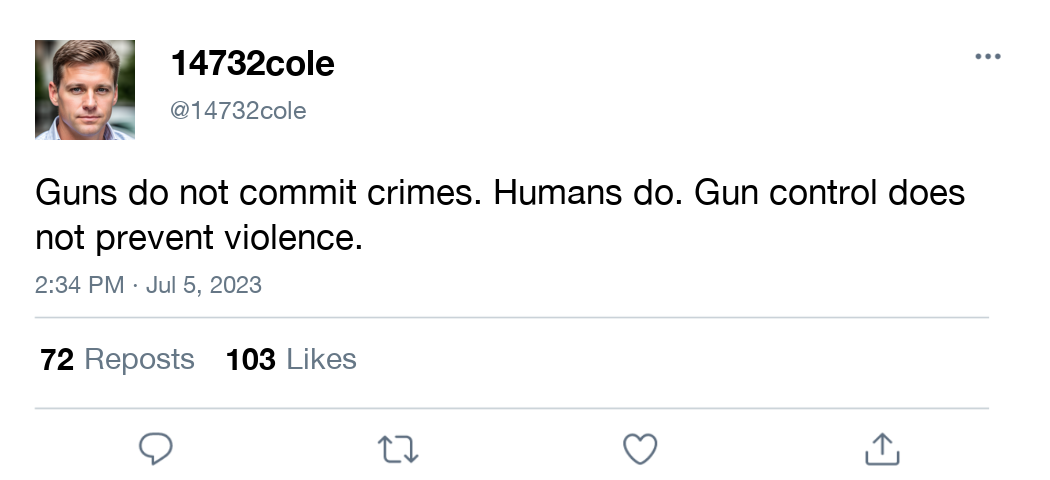 14732cole
@14732cole
Guns do not commit crimes. Humans do. Gun control does
not prevent violence.
2:34 PM · Jul 5, 2023
72 Reposts 103 Likes